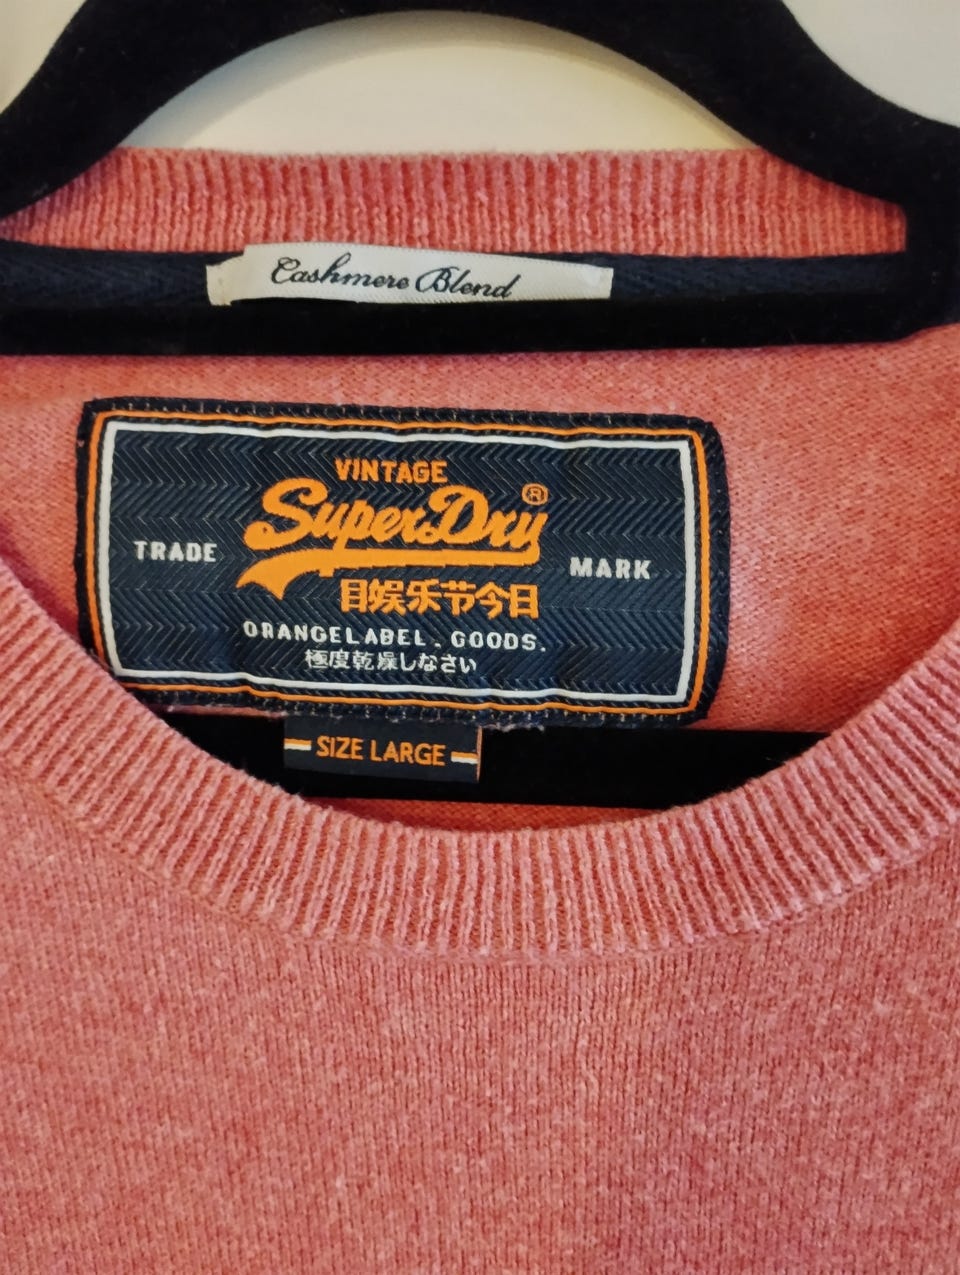 Cashmere Blend
VINTAGE
SuperDry®
TRADE MARK
目娱乐节今日
ORANGELABEL. GOODS.
極度乾燥しなさい
SIZE LARGE